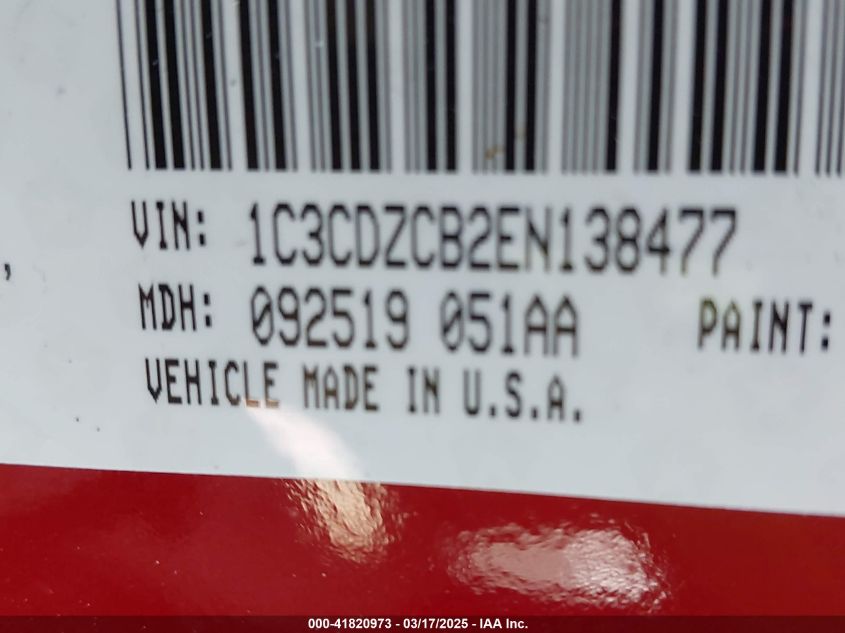 VIN: 1C3CDZCB2EN138477
MDH: 092519 051AA PAINT:
VEHICLE MADE IN U.S.A.
000-41820973 - 03/17/2025 - IAA Inc.